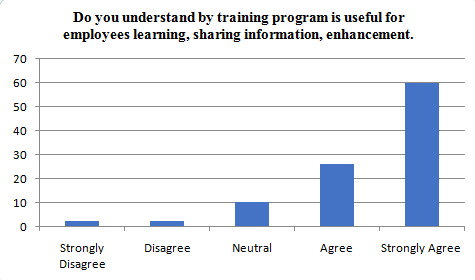 Do you understand by training program is useful for
employees learning, sharing information, enhancement.
70
60
50
40
30
20
10
0
Strongly Disagree
Disagree
Neutral
Agree
Strongly Agree